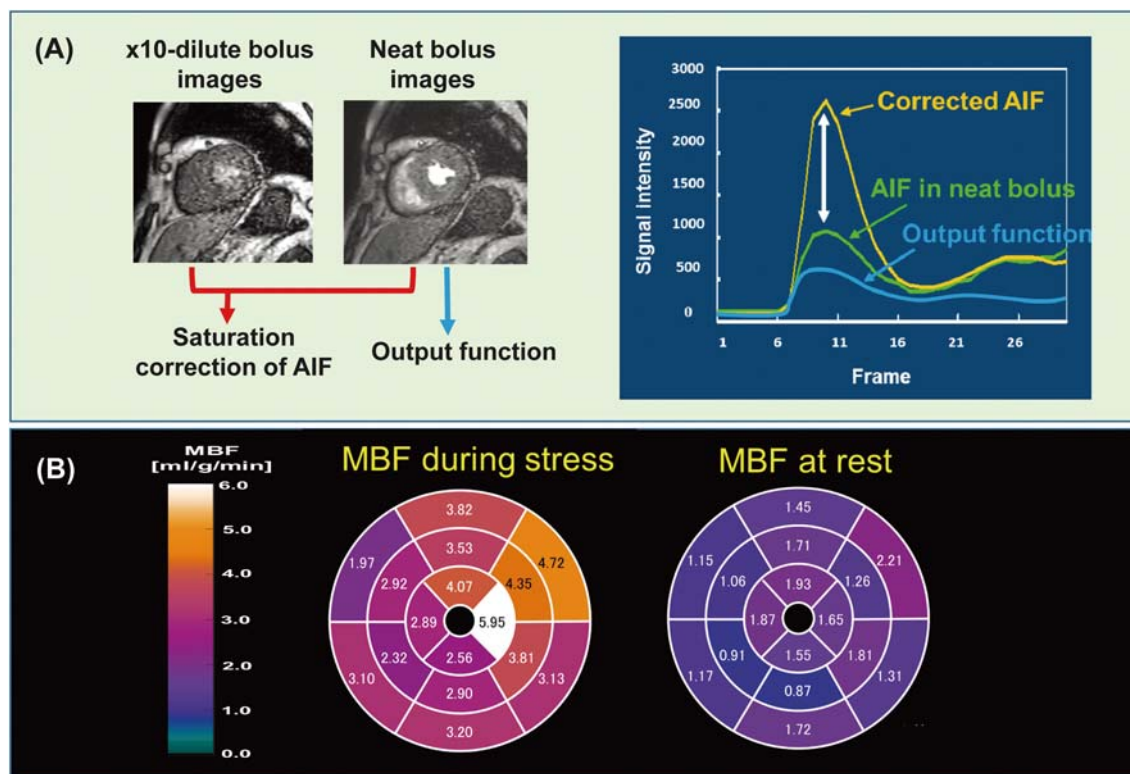 (A)
x10-dilute bolus
images
Neat bolus
images
Saturation
correction of AIF
Output function
3000
2500
2000
1500
1000
500
0
Signal intensity
Corrected AIF
AIF in neat bolus
Output function
1
6
11
16
21
26
Frame
(B)
MBF
[ml/g/min]
6.0
5.0
4.0
3.0
2.0
1.0
0.0
MBF during stress
3.82
4.72
1.97
3.53
4.35
2.92
4.07
2.89
5.95
2.56
2.32
3.81
3.10
3.13
2.90
3.20
MBF at rest
1.45
2.21
1.15
1.71
1.26
1.06
1.93
1.87
1.65
1.55
0.91
1.81
1.17
1.31
0.87
1.72